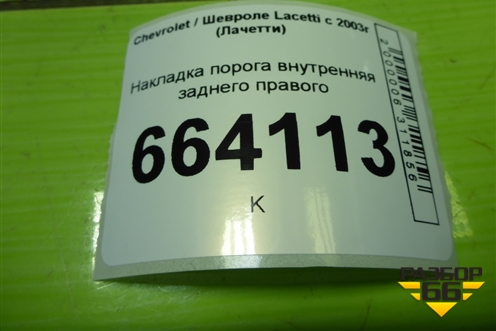 Chevrolet / Шевроле Lacetti с 2003г
(Лачетти)
Накладка порога внутренняя
заднего правого
664113
К
2000006311856
РАЗБОР
66